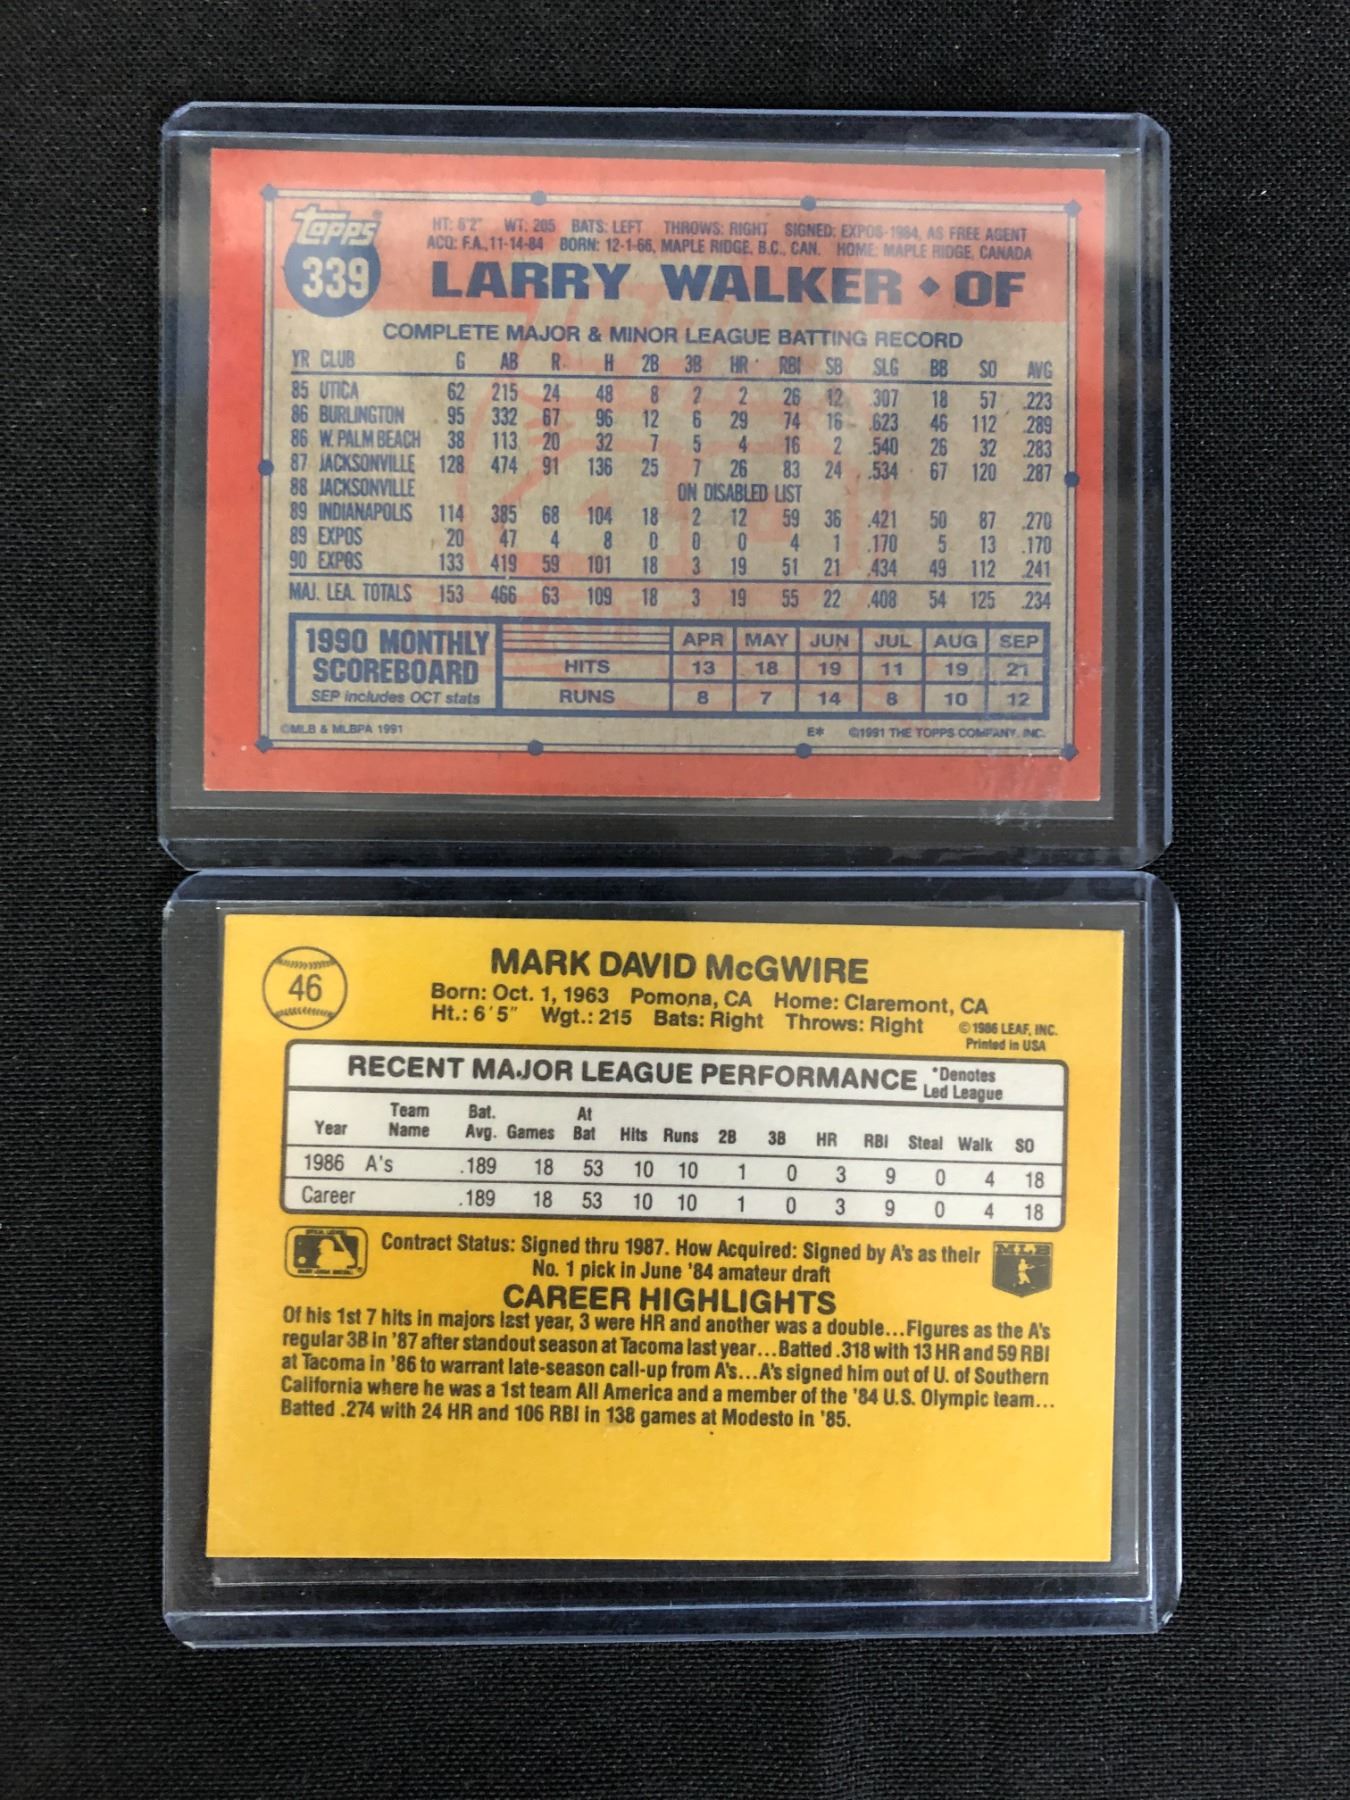 Topps
339
HT: 6'2" WT: 205 BATS: LEFT THROWS: RIGHT SIGNED: EXPOS-1984, AS FREE AGENT
ACQ: F.A.,11-14-84 BORN: 12-1-66, MAPLE RIDGE, B.C., CAN. HOME: MAPLE RIDGE, CANADA
LARRY WALKER ◆ OF
COMPLETE MAJOR & MINOR LEAGUE BATTING RECORD
YR CLUB G AB R H 2B 3B HR RBI SB SLG BB SO AVG
85 UTICA 62 215 24 48 8 2 2 26 12 .307 18 57 .223
86 BURLINGTON 95 332 67 96 12 6 29 74 16 .623 46 112 .289
86 W. PALM BEACH 38 113 20 32 7 5 4 16 2 .540 26 32 .283
87 JACKSONVILLE 128 474 91 136 25 7 26 83 24 .534 67 120 .287
88 JACKSONVILLE ON DISABLED LIST
89 INDIANAPOLIS 114 385 68 104 18 2 12 59 36 .421 50 87 .270
89 EXPOS 20 47 4 8 0 0 0 4 1 .170 5 13 .170
90 EXPOS 133 419 59 101 18 3 19 51 21 .434 49 112 .241
MAJ. LEA. TOTALS 153 466 63 109 18 3 19 55 22 .408 54 125 .234
1990 MONTHLY SCOREBOARD
SEP includes OCT stats
APR MAY JUN JUL AUG SEP
HITS 13 18 19 11 19 21
RUNS 8 7 14 8 10 12
©MLB & MLBPA 1991 E* ©1991 THE TOPPS COMPANY, INC.
46
MARK DAVID McGWIRE
Born: Oct. 1, 1963 Pomona, CA Home: Claremont, CA
Ht.: 6'5" Wgt.: 215 Bats: Right Throws: Right
©1986 LEAF, INC.
Printed in USA
RECENT MAJOR LEAGUE PERFORMANCE *Denotes Led League
Year Team Name Bat. Avg. Games At Bat Hits Runs 2B 3B HR RBI Steal Walk SO
1986 A's .189 18 53 10 10 1 0 3 9 0 4 18
Career .189 18 53 10 10 1 0 3 9 0 4 18
MLB
Contract Status: Signed thru 1987. How Acquired: Signed by A's as their
No. 1 pick in June '84 amateur draft
CAREER HIGHLIGHTS
Of his 1st 7 hits in majors last year, 3 were HR and another was a double...Figures as the A's
regular 3B in '87 after standout season at Tacoma last year...Batted .318 with 13 HR and 59 RBI
at Tacoma in '86 to warrant late-season call-up from A's...A's signed him out of U. of Southern
California where he was a 1st team All America and a member of the '84 U.S. Olympic team...
Batted .274 with 24 HR and 106 RBI in 138 games at Modesto in '85.